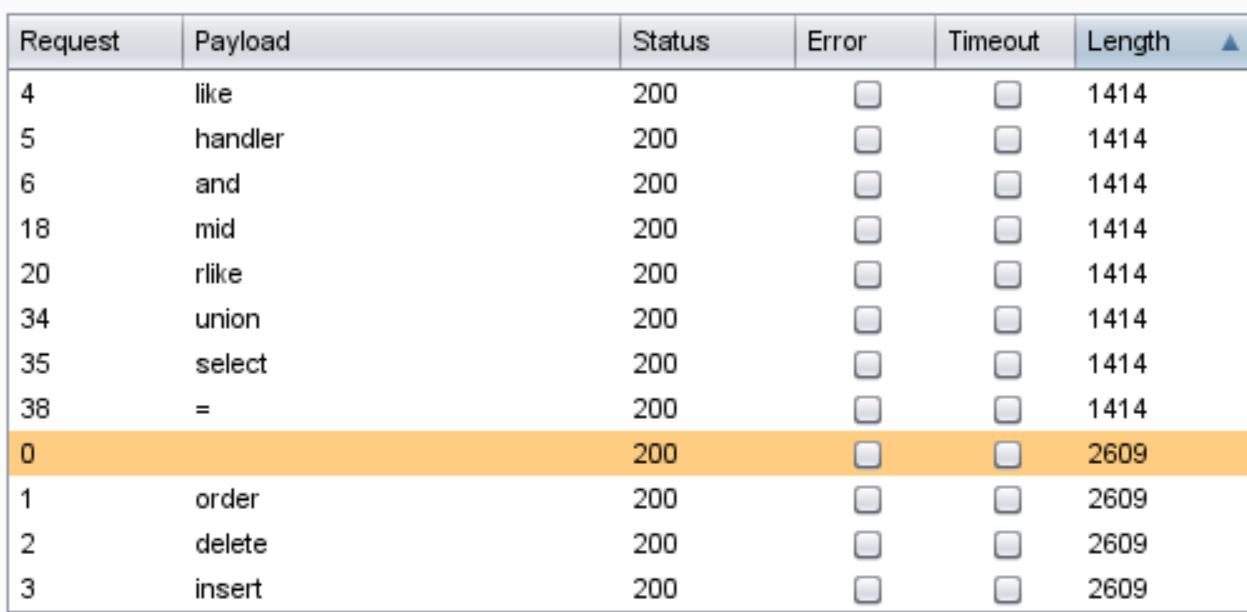 Request Payload Status Error Timeout Length
4 like 200 1414
5 handler 200 1414
6 and 200 1414
18 mid 200 1414
20 rlike 200 1414
34 union 200 1414
35 select 200 1414
38 = 200 1414
0 200 2609
1 order 200 2609
2 delete 200 2609
3 insert 200 2609